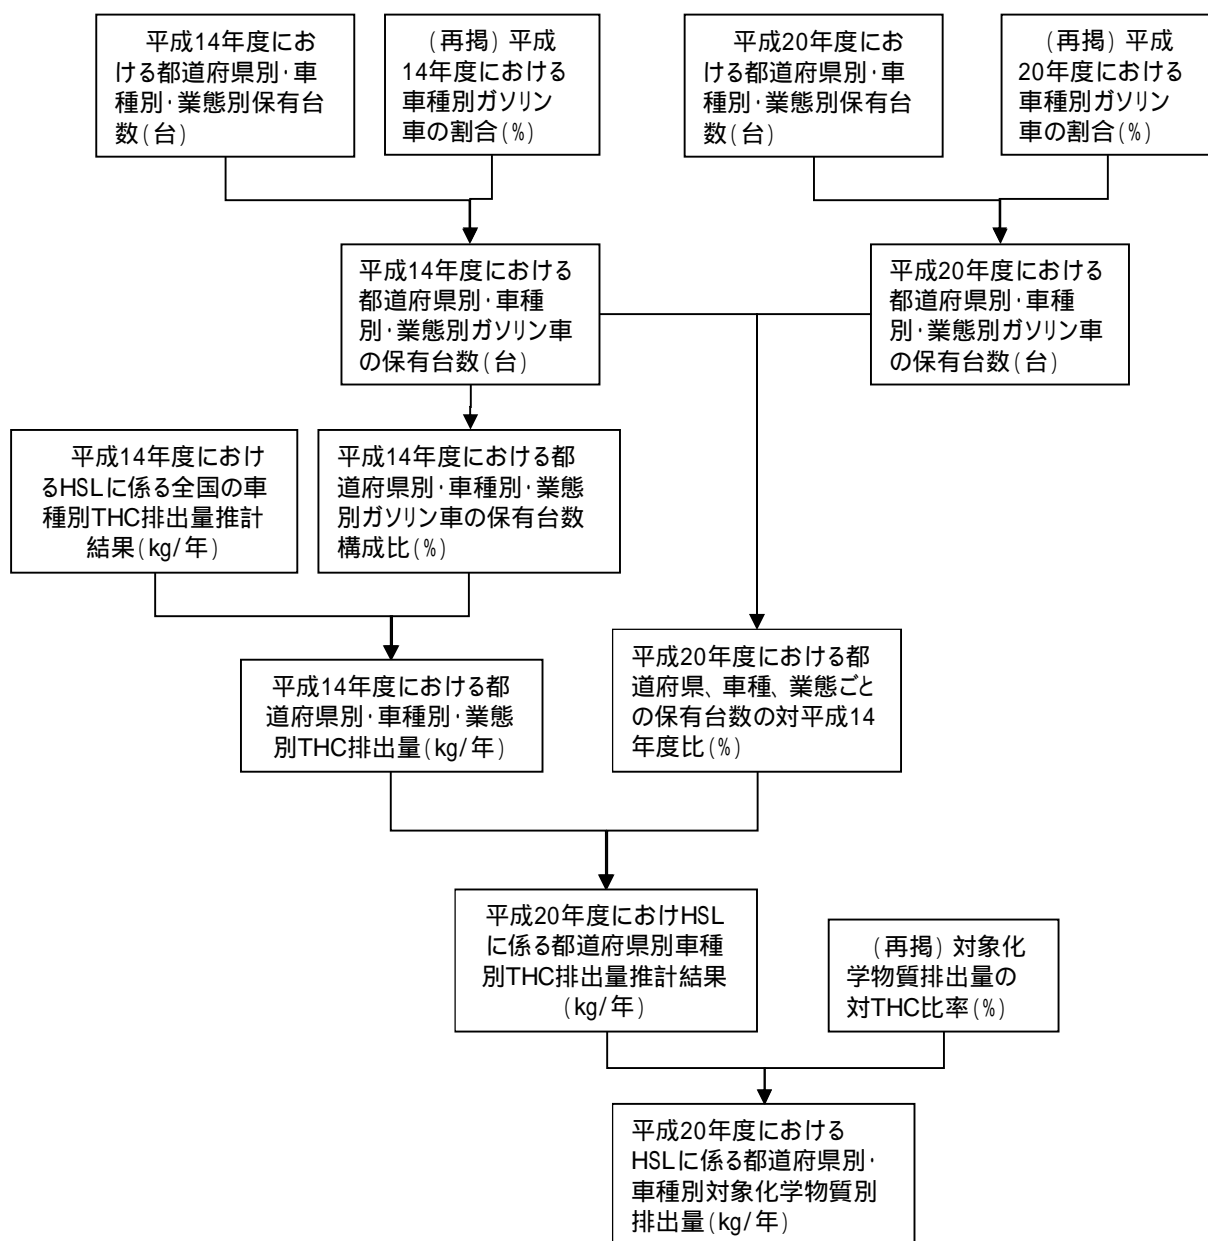 平成14年度にお
ける都道府県別･車
種別･業態別保有台
数(台)
(再掲)平成
14年度における
車種別ガソリン
車の割合(%)
平成20年度にお
ける都道府県別･車
種別･業態別保有台
数(台)
(再掲)平成
20年度における
車種別ガソリン
車の割合(%)
平成14年度における
都道府県別･車種
別･業態別ガソリン車
の保有台数(台)
平成20年度における
都道府県別･車種
別･業態別ガソリン車
の保有台数(台)
平成14年度におけ
るHSLに係る全国の車
種別THC排出量推計
結果(kg/年)
平成14年度における都
道府県別･車種別･業態
別ガソリン車の保有台数
構成比(%)
平成14年度における都
道府県別･車種別･業態
別THC排出量(kg/年)
平成20年度における都
道府県、車種、業態ごと
の保有台数の対平成14
年度比(%)
平成20年度におけHSL
に係る都道府県別車種
別THC排出量推計結果
(kg/年)
(再掲)対象化
学物質排出量の
対THC比率(%)
平成20年度における
HSLに係る都道府県別･
車種別対象化学物質別
排出量(kg/年)